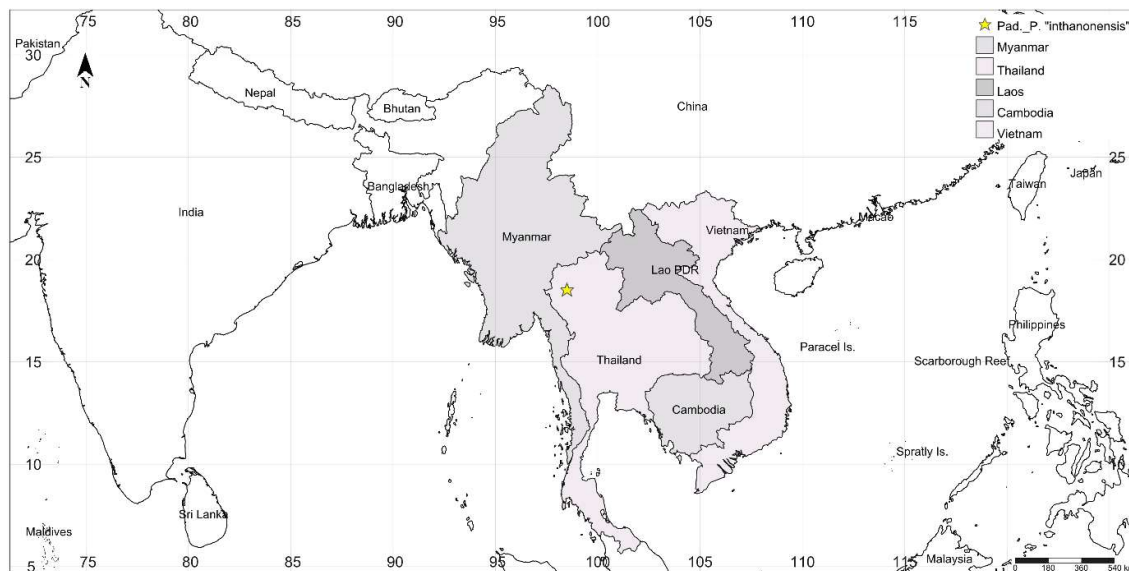 75 80 85 90 95 100 105 110 115
Pad._P. "inthanonensis"
Myanmar
Thailand
Laos
Cambodia
Vietnam
Pakistan
30
N
Nepal
Bhutan
China
25 25
Bangladesh
India
Taiwan
Japan
Macao
Myanmar
Vietnam
20 20
Lao PDR
Philippines
Paracel Is.
Scarborough Reef
15 15
Thailand
Cambodia
Spratly Is.
10 10
Sri Lanka
Maldives
Malaysia
5 5
75 80 85 90 95 100 105 110 115
0 180 360 540 km